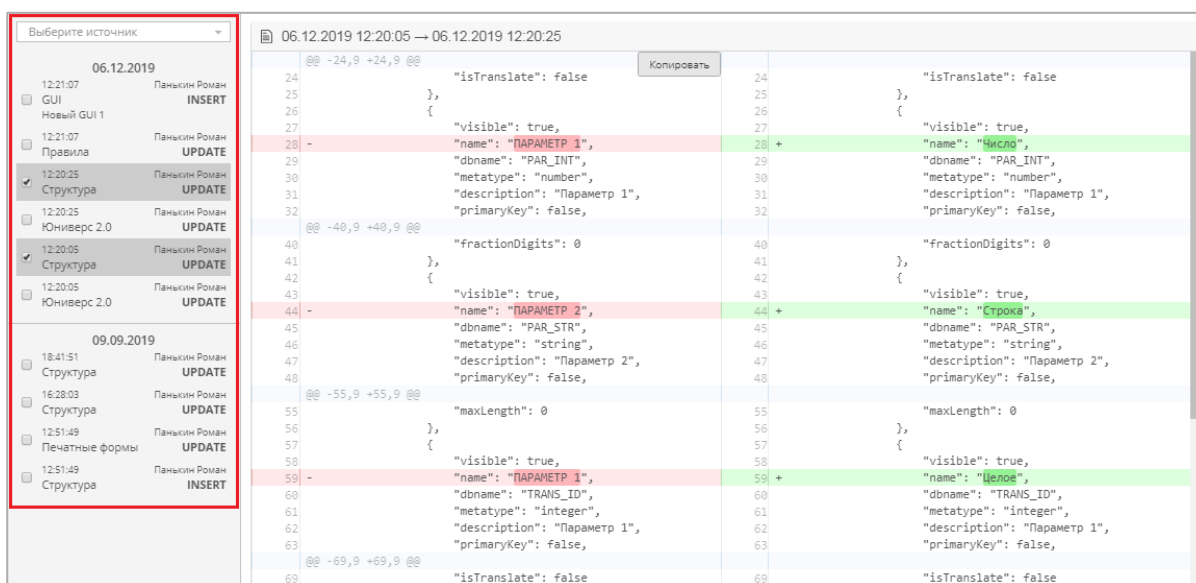 Выберите источник
06.12.2019
12:21:07 Панькин Роман
GUI INSERT
Новый GUI 1
12:21:07 Панькин Роман
Правила UPDATE
12:20:25 Панькин Роман
Структура UPDATE
12:20:25 Панькин Роман
Юниверс 2.0 UPDATE
12:20:05 Панькин Роман
Структура UPDATE
12:20:05 Панькин Роман
Юниверс 2.0 UPDATE
09.09.2019
18:41:51 Панькин Роман
Структура UPDATE
16:28:03 Панькин Роман
Структура UPDATE
12:51:49 Панькин Роман
Печатные формы UPDATE
12:51:49 Панькин Роман
Структура INSERT
06.12.2019 12:20:05 → 06.12.2019 12:20:25
@@ -24,9 +24,9 @@ Копировать
24 "isTranslate": false 24 "isTranslate": false
25 }, 25 },
26 { 26 {
27 "visible": true, 27 "visible": true,
28 - "name": "ПАРАМЕТР 1", 28 + "name": "Число",
29 "dbname": "PAR_INT", 29 "dbname": "PAR_INT",
30 "metatype": "number", 30 "metatype": "number",
31 "description": "Параметр 1", 31 "description": "Параметр 1",
32 "primaryKey": false, 32 "primaryKey": false,
@@ -40,9 +40,9 @@
40 "fractionDigits": 0 40 "fractionDigits": 0
41 }, 41 },
42 { 42 {
43 "visible": true, 43 "visible": true,
44 - "name": "ПАРАМЕТР 2", 44 + "name": "Строка",
45 "dbname": "PAR_STR", 45 "dbname": "PAR_STR",
46 "metatype": "string", 46 "metatype": "string",
47 "description": "Параметр 2", 47 "description": "Параметр 2",
48 "primaryKey": false, 48 "primaryKey": false,
@@ -55,9 +55,9 @@
55 "maxLength": 0 55 "maxLength": 0
56 }, 56 },
57 { 57 {
58 "visible": true, 58 "visible": true,
59 - "name": "ПАРАМЕТР 1", 59 + "name": "Целое",
60 "dbname": "TRANS_ID", 60 "dbname": "TRANS_ID",
61 "metatype": "integer", 61 "metatype": "integer",
62 "description": "Параметр 1", 62 "description": "Параметр 1",
63 "primaryKey": false, 63 "primaryKey": false,
@@ -69,9 +69,9 @@
69 "isTranslate": false 69 "isTranslate": false